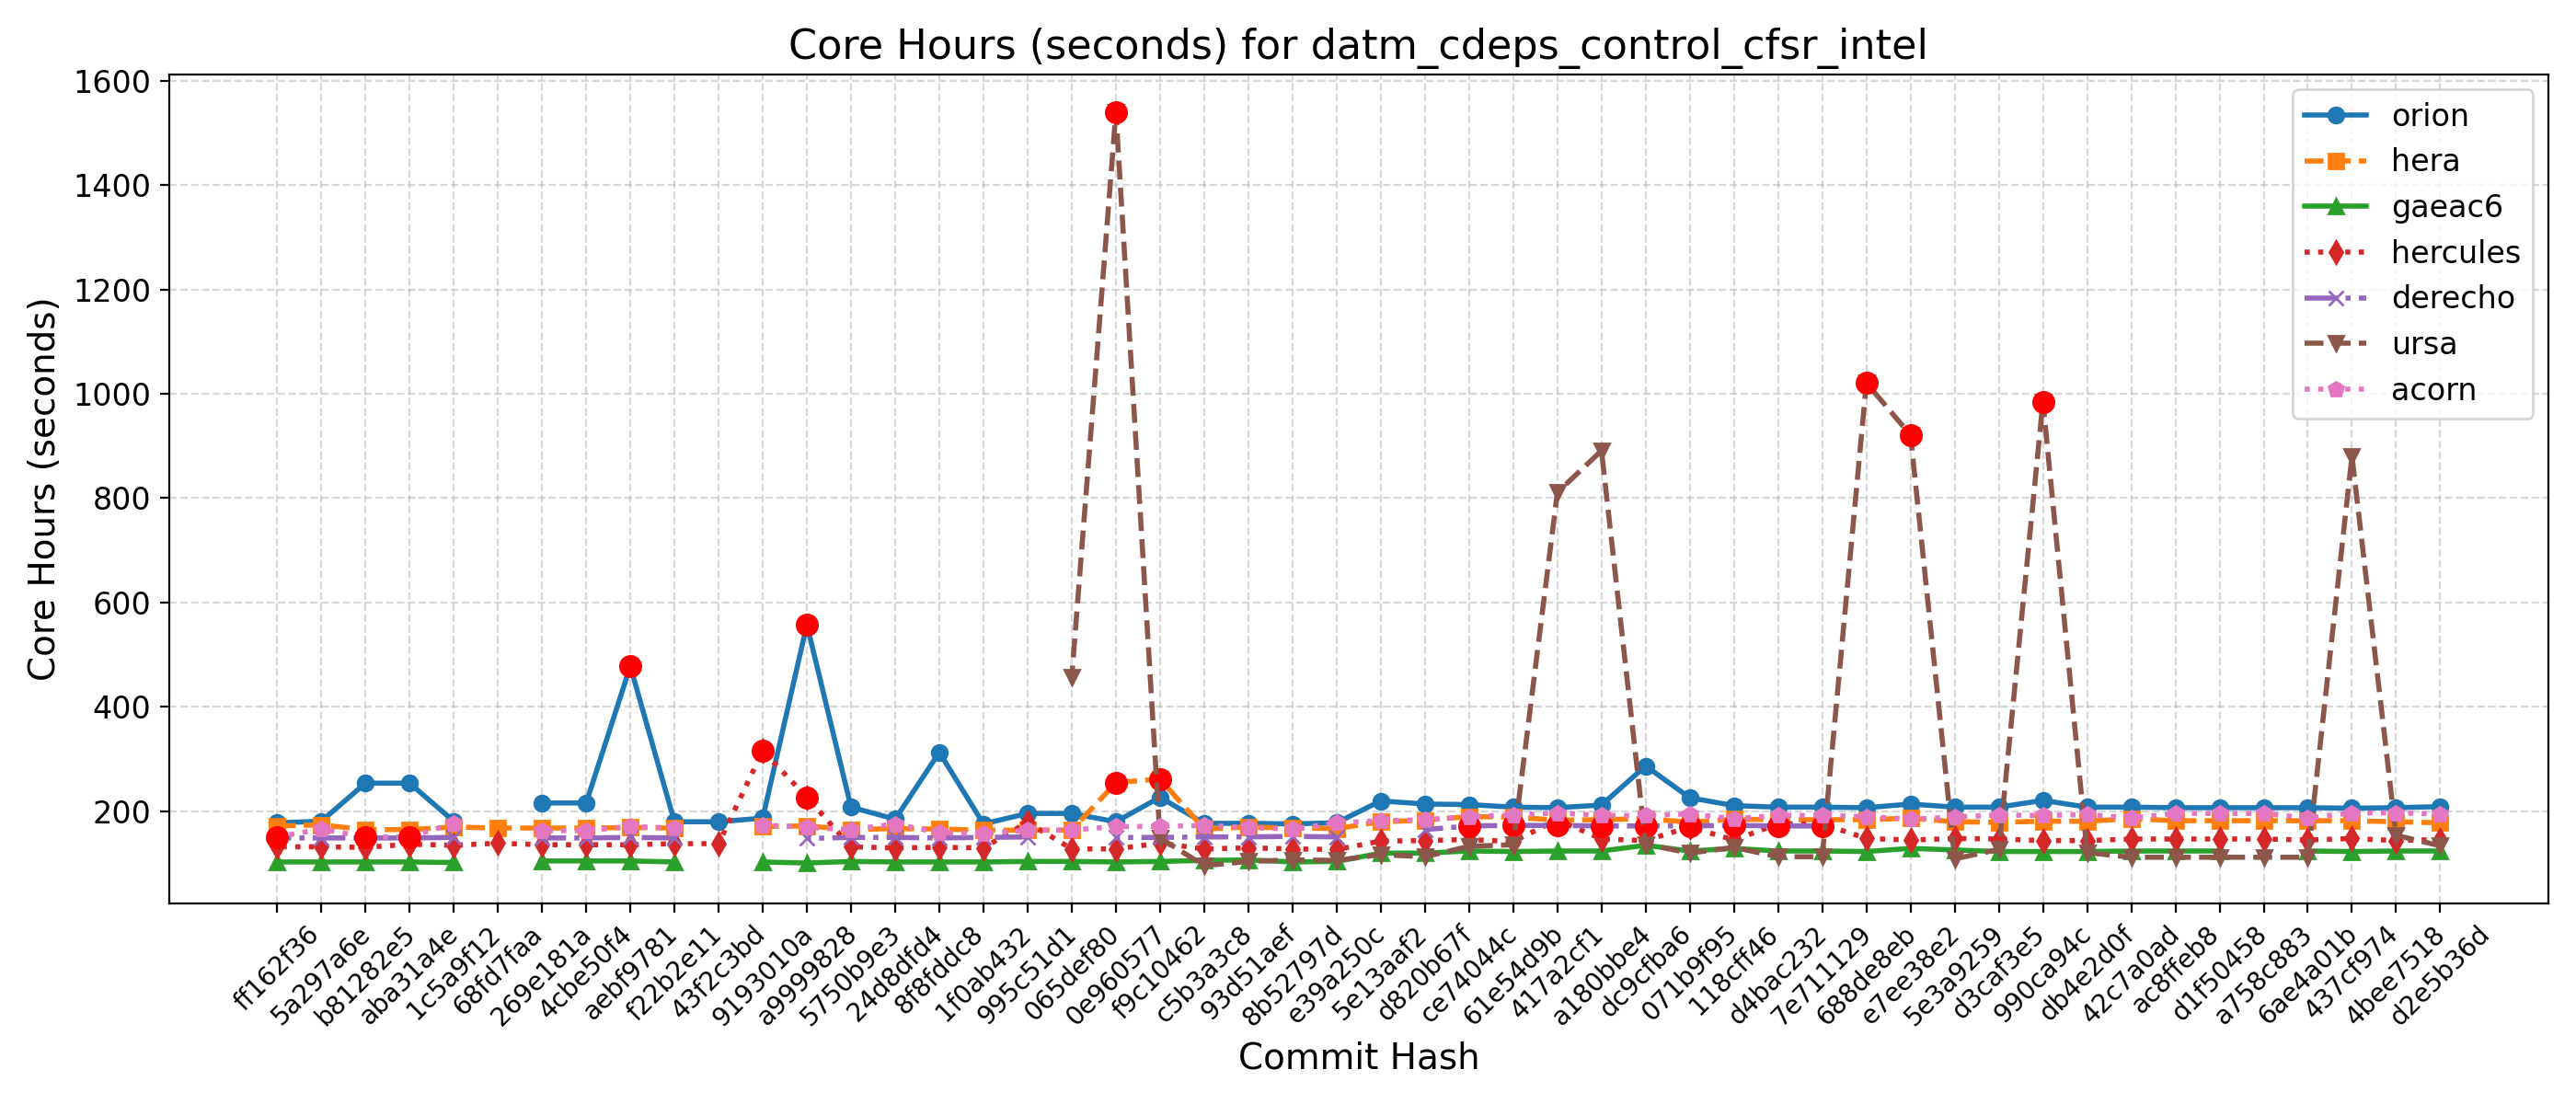 Core Hours (seconds) for datm_cdeps_control_cfsr_intel
Core Hours (seconds)
1600
1400
1200
1000
800
600
400
200
orion
hera
gaeac6
hercules
derecho
ursa
acorn
ff162f36
5a297a6e
b81282e5
aba31a4e
1c5a9f12
68fd7faa
269e181a
4cbe50f4
aebf9781
f22b2e11
43f2c3bd
9193010a
a9999828
5750b9e3
24d8dfd4
8f8fddc8
1f0ab432
995c51d1
065def80
0e960577
f9c10462
c5b3a3c8
93d51aef
8b52797d
e39a250c
5e13aaf2
d820b67f
ce74044c
61e54d9b
417a2cf1
a180bbe4
dc9cfba6
071b9f95
118cff46
d4bac232
7e711129
688de8eb
e7ee38e2
5e3a9259
d3caf3e5
990ca94c
db4e2d0f
42c7a0ad
ac8ffeb8
d1f50458
a758c883
6ae4a01b
437cf974
4bee7518
d2e5b36d
Commit Hash